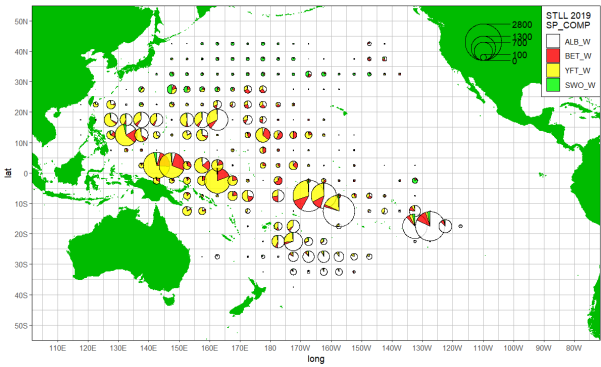 STLL 2019
SP_COMP
ALB_W
BET_W
YFT_W
SWO_W
2800
1300
700
100
0
50N
40N
30N
20N
10N
0
10S
20S
30S
40S
50S
lat
110E 120E 130E 140E 150E 160E 170E 180 170W 160W 150W 140W 130W 120W 110W 100W 90W 80W
long